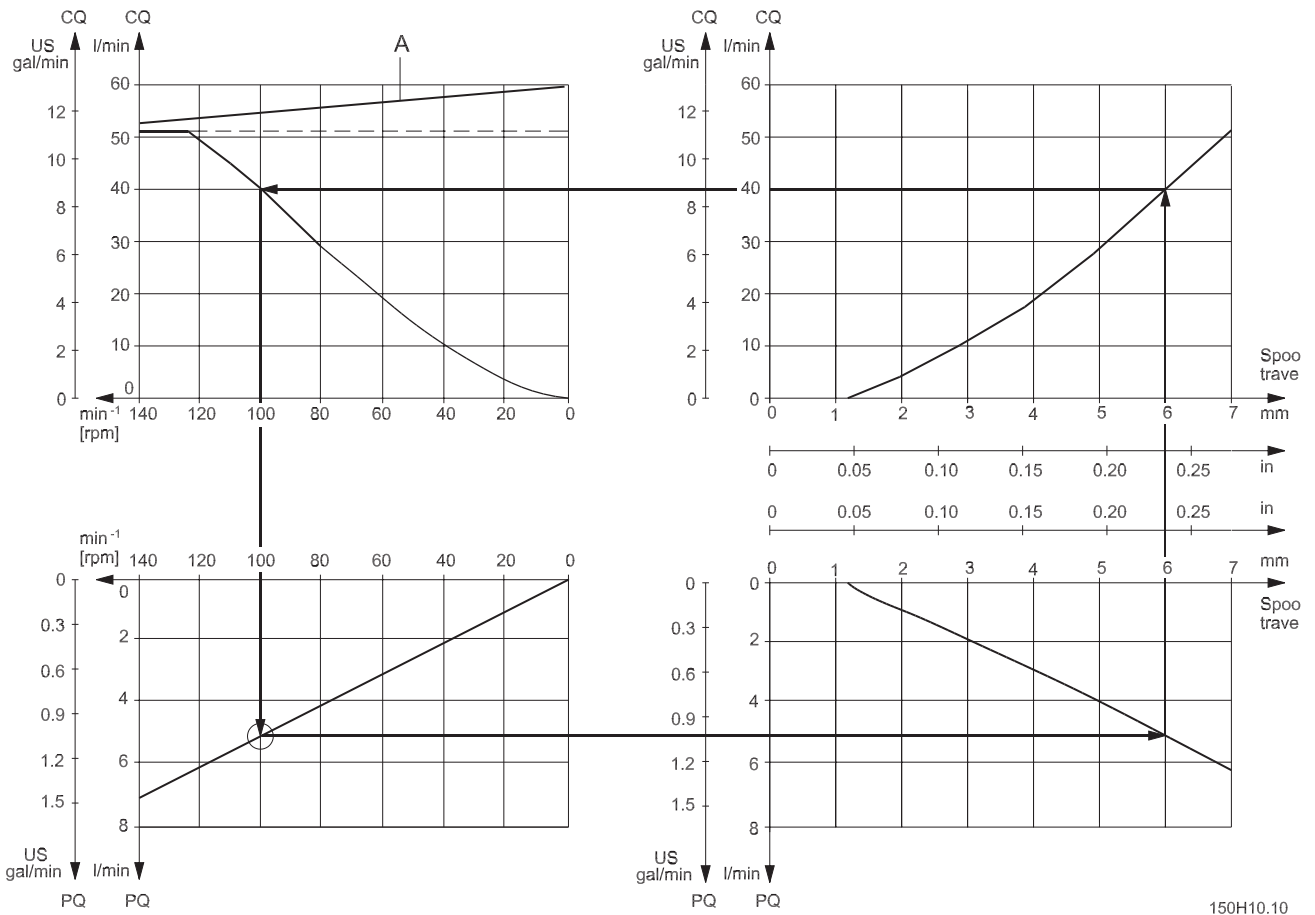 CQ CQ CQ CQ
US gal/min l/min A US gal/min l/min
60 60
12 12
50 50
10 10
40 40
8 8
30 30
6 6
20 20
4 4
10 10
2 2
Spoo
trave
0 0 0 0
min⁻¹ 140 120 100 80 60 40 20 0 0 1 2 3 4 5 6 7 mm
[rpm]
0 0.05 0.10 0.15 0.20 0.25 in
0 0.05 0.10 0.15 0.20 0.25 in
min⁻¹
[rpm] 140 120 100 80 60 40 20 0 0 1 2 3 4 5 6 7 mm
0 0 0 0
Spoo
trave
0.3 0.3
2 2
0.6 0.6
4 4
0.9 0.9
6 6
1.2 1.2
1.5 1.5
8 8
US gal/min l/min US gal/min l/min
PQ PQ PQ PQ
150H10.10